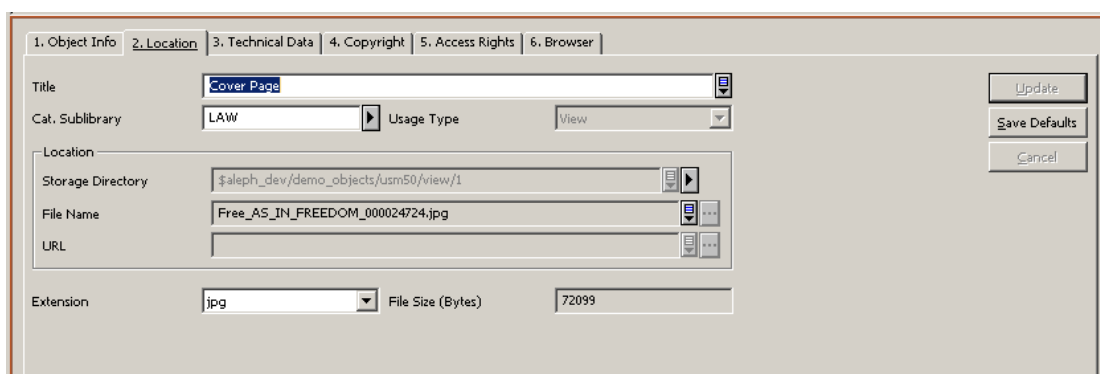 1. Object Info 2. Location 3. Technical Data 4. Copyright 5. Access Rights 6. Browser
Title Cover Page Update
Cat. Sublibrary LAW Usage Type View Save Defaults
Location Cancel
Storage Directory $aleph_dev/demo_objects/usm50/view/1
File Name Free_AS_IN_FREEDOM_000024724.jpg ...
URL ...
Extension jpg File Size (Bytes) 72099